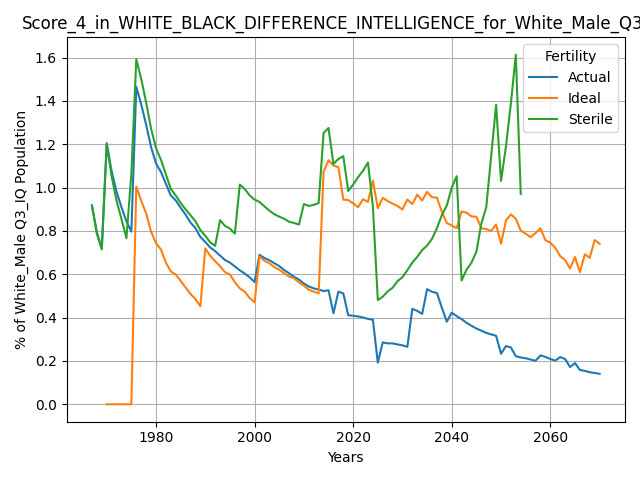 Score_4_in_WHITE_BLACK_DIFFERENCE_INTELLIGENCE_for_White_Male_Q3
Fertility
Actual
Ideal
Sterile
% of White_Male Q3_IQ Population
1.6
1.4
1.2
1.0
0.8
0.6
0.4
0.2
0.0
1980 2000 2020 2040 2060
Years